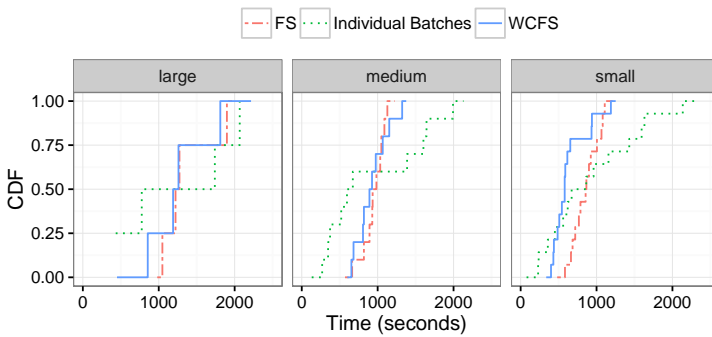 FS Individual Batches WCFS
large medium small
CDF
1.00
0.75
0.50
0.25
0.00
0 1000 2000 0 1000 2000 0 1000 2000
Time (seconds)